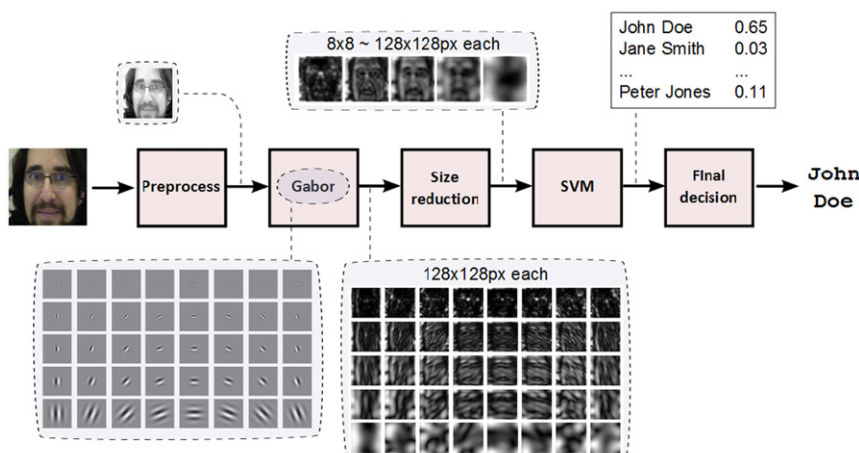 8x8 ~ 128x128px each
John Doe 0.65
Jane Smith 0.03
... ...
Peter Jones 0.11
Preprocess
Gabor
Size
reduction
SVM
FInal
decision
John
Doe
128x128px each